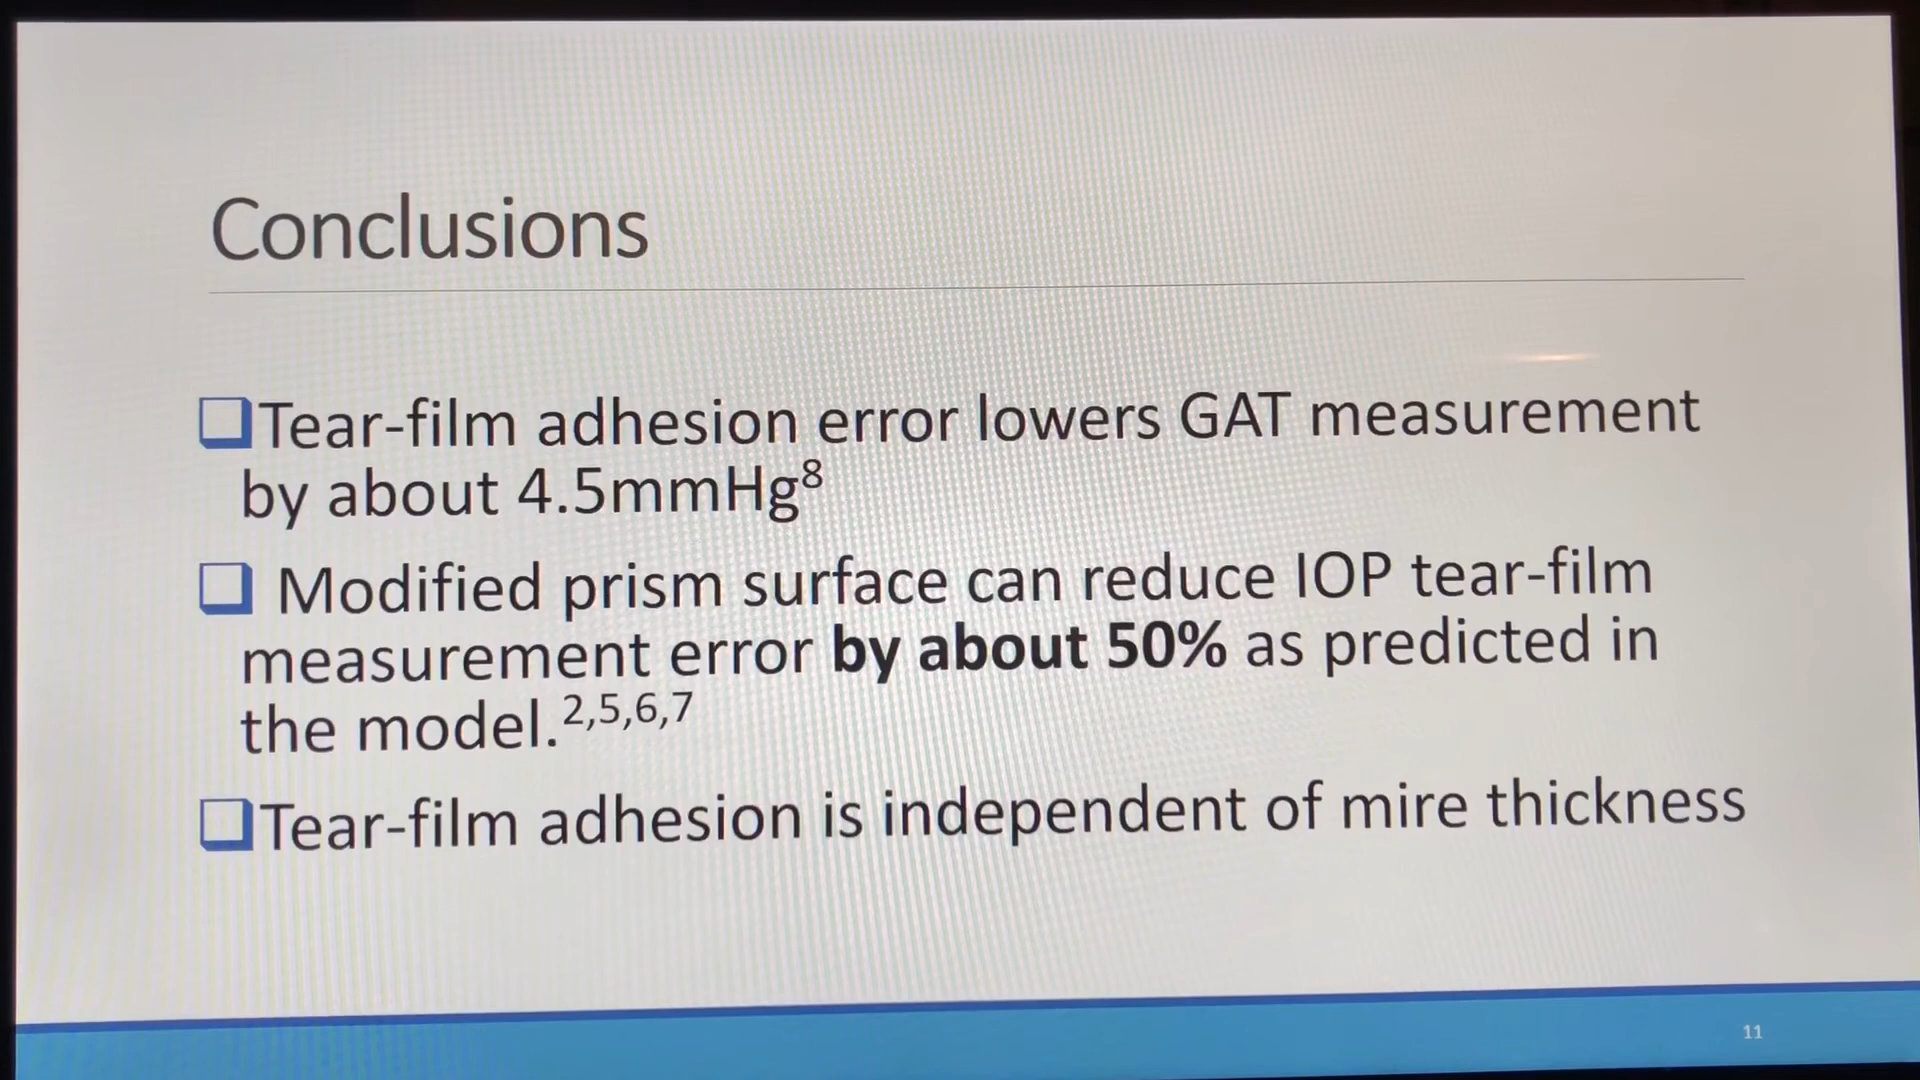 Conclusions
❑Tear-film adhesion error lowers GAT measurement
by about 4.5mmHg⁸
❑ Modified prism surface can reduce IOP tear-film
measurement error by about 50% as predicted in
the model.²,⁵,⁶,⁷
❑Tear-film adhesion is independent of mire thickness
11